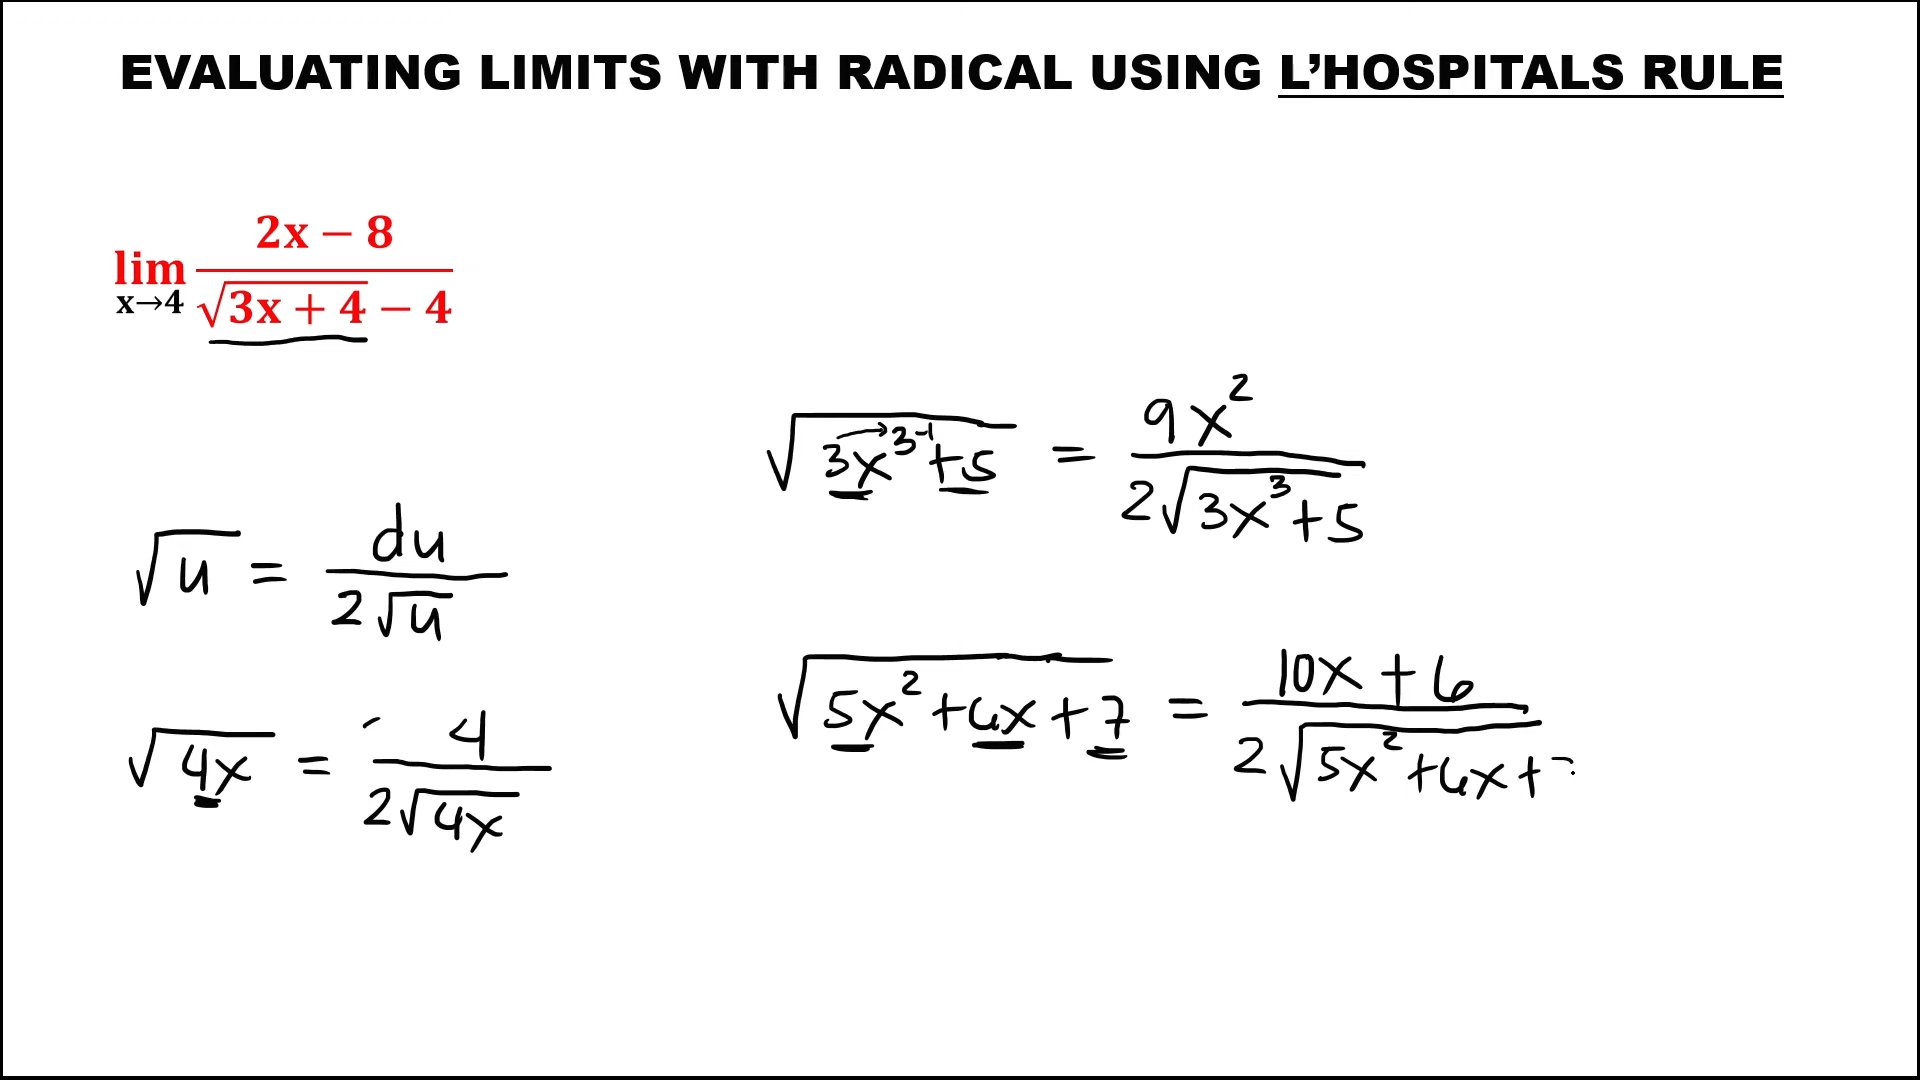 EVALUATING LIMITS WITH RADICAL USING L’HOSPITALS RULE
lim x→4 (2x − 8)/(√(3x + 4) − 4)
√u = du/(2√u)
√(4x) = 4/(2√(4x))
√(3x³⁻¹+5) = 9x²/(2√(3x³+5))
√(5x²+6x+7) = (10x+6)/(2√(5x²+6x+